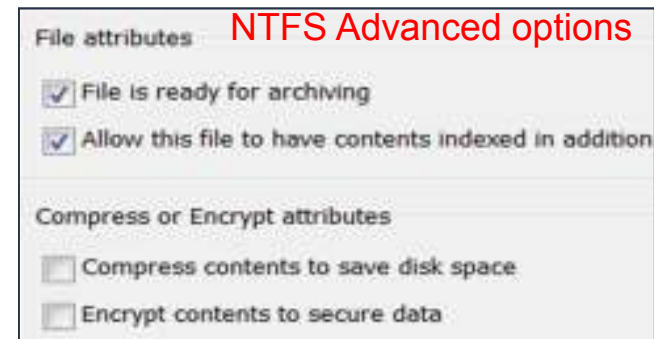 NTFS Advanced options
File attributes
File is ready for archiving
Allow this file to have contents indexed in addition
Compress or Encrypt attributes
Compress contents to save disk space
Encrypt contents to secure data